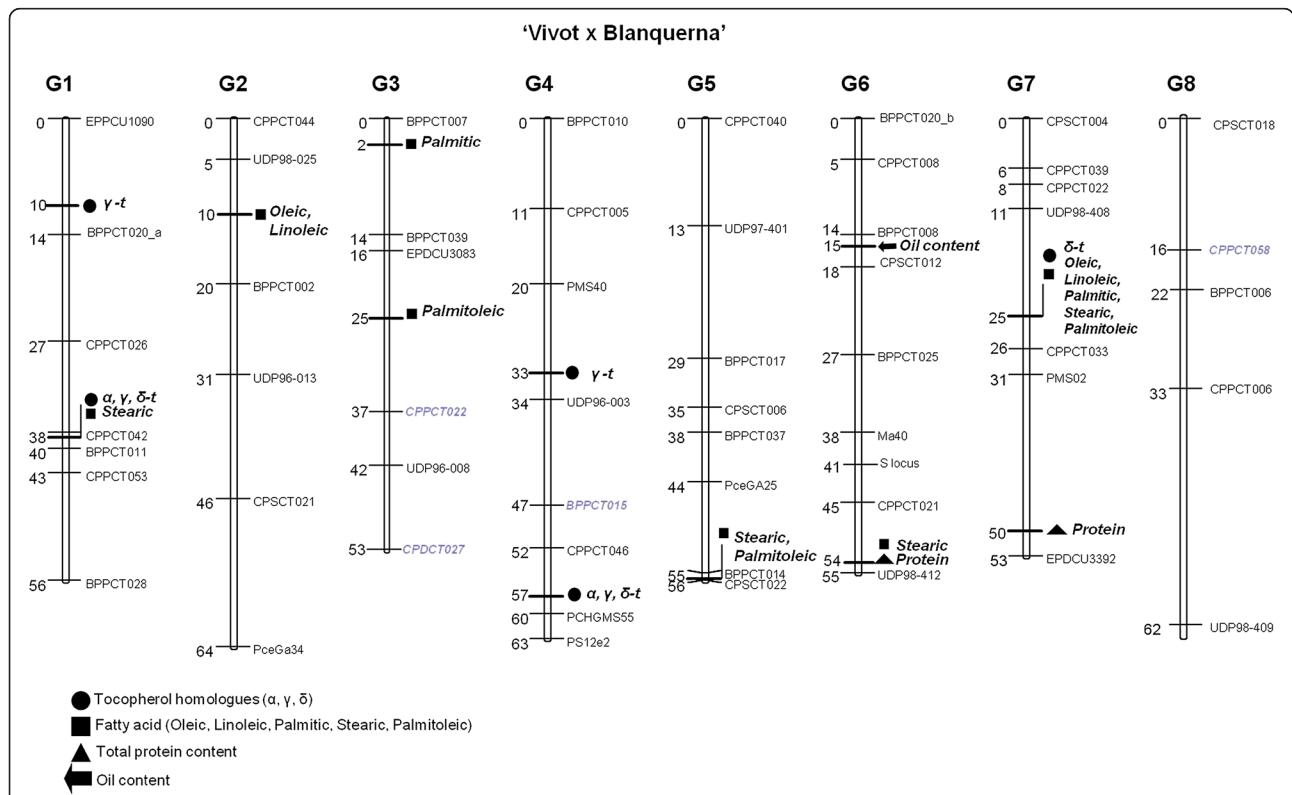 'Vivot x Blanquerna'
G1
0 EPPCU1090
10 γ-t
14 BPPCT020_a
27 CPPCT026
α, γ, δ-t
Stearic
38 CPPCT042
40 BPPCT011
43 CPPCT053
56 BPPCT028
G2
0 CPPCT044
5 UDP98-025
10 Oleic,
Linoleic
20 BPPCT002
31 UDP96-013
46 CPSCT021
64 PceGa34
G3
0 BPPCT007
2 Palmitic
14 BPPCT039
16 EPDCU3083
25 Palmitoleic
37 CPPCT022
42 UDP96-008
53 CPDCT027
G4
0 BPPCT010
11 CPPCT005
20 PMS40
33 γ-t
34 UDP96-003
47 BPPCT015
52 CPPCT046
57 α, γ, δ-t
60 PCHGMS55
63 PS12e2
G5
0 CPPCT040
13 UDP97-401
29 BPPCT017
35 CPSCT006
38 BPPCT037
44 PceGA25
Stearic,
Palmitoleic
55 BPPCT014
56 CPSCT022
G6
0 BPPCT020_b
5 CPPCT008
14 BPPCT008
15 Oil content
18 CPSCT012
27 BPPCT025
38 Ma40
41 S locus
45 CPPCT021
Stearic
54 Protein
55 UDP98-412
G7
0 CPSCT004
6 CPPCT039
8 CPPCT022
11 UDP98-408
δ-t
Oleic,
Linoleic,
Palmitic,
Stearic,
25 Palmitoleic
26 CPPCT033
31 PMS02
50 Protein
53 EPDCU3392
G8
0 CPSCT018
16 CPPCT058
22 BPPCT006
33 CPPCT006
62 UDP98-409
Tocopherol homologues (α, γ, δ)
Fatty acid (Oleic, Linoleic, Palmitic, Stearic, Palmitoleic)
Total protein content
Oil content